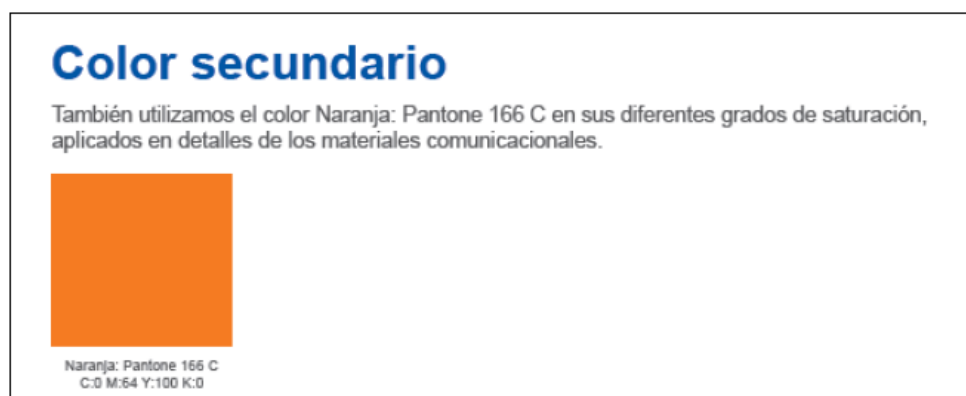 Color secundario
También utilizamos el color Naranja: Pantone 166 C en sus diferentes grados de saturación,
aplicados en detalles de los materiales comunicacionales.
Naranja: Pantone 166 C
C:0 M:64 Y:100 K:0